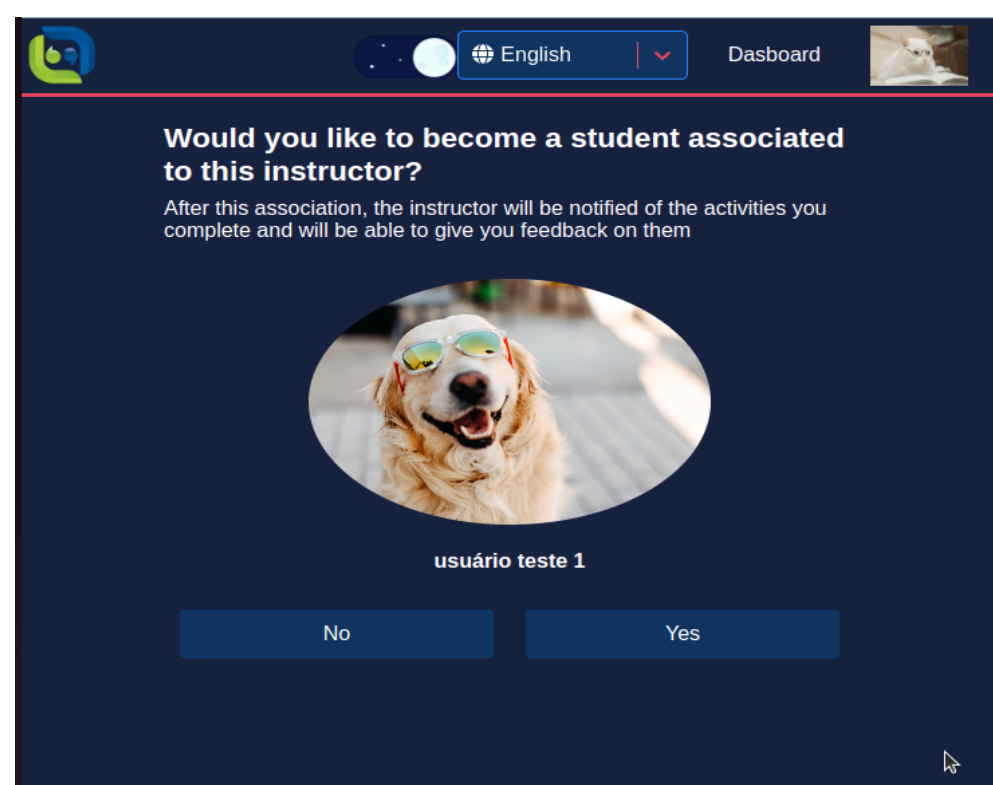 English
Dasboard
Would you like to become a student associated
to this instructor?
After this association, the instructor will be notified of the activities you
complete and will be able to give you feedback on them
usuário teste 1
No
Yes